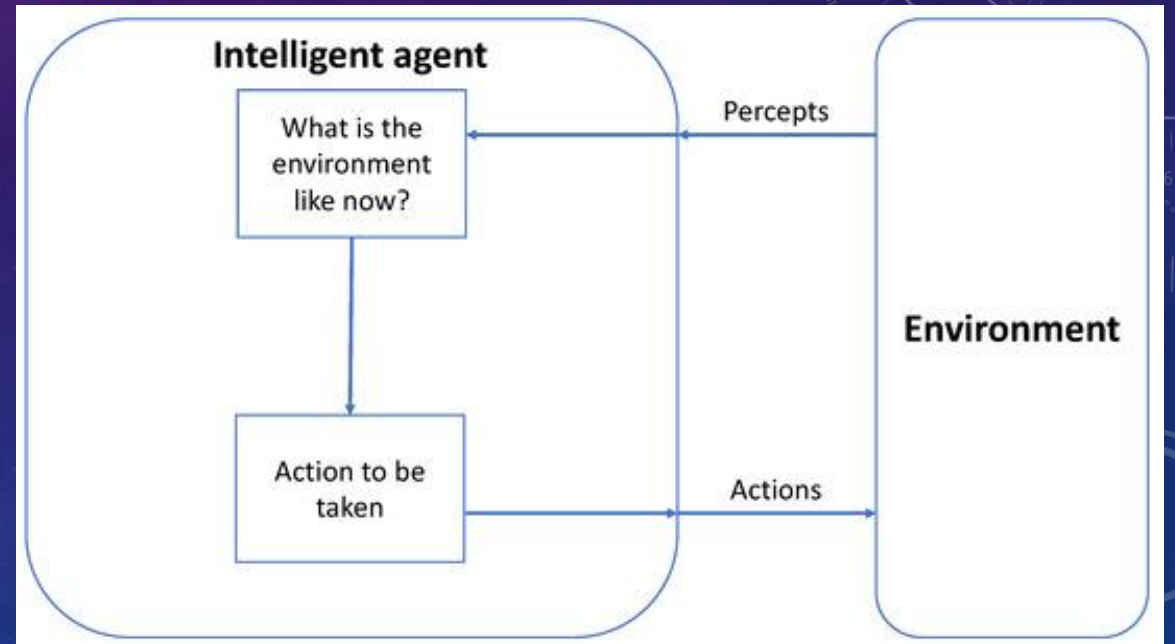 Intelligent agent
What is the
environment
like now?
Percepts
Environment
Action to be
taken
Actions